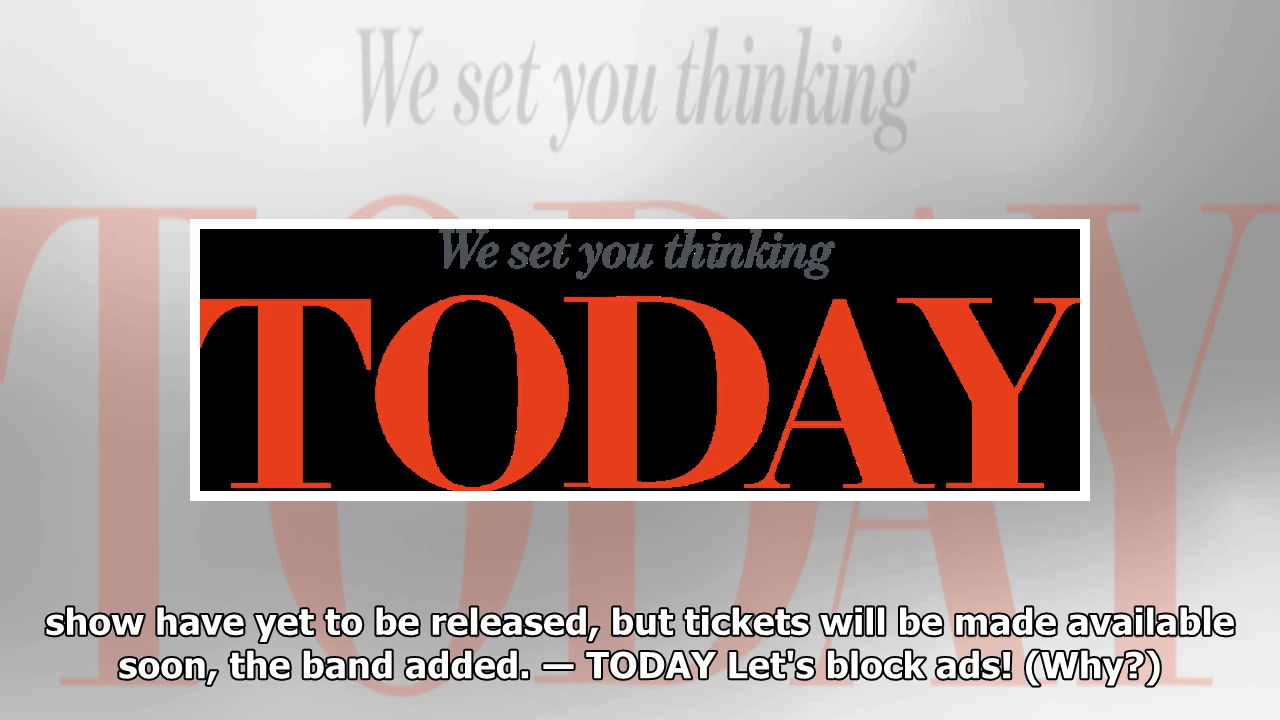 We set you thinking
TODAY
We set you thinking
TODAY
show have yet to be released, but tickets will be made available
soon, the band added. — TODAY Let's block ads! (Why?)